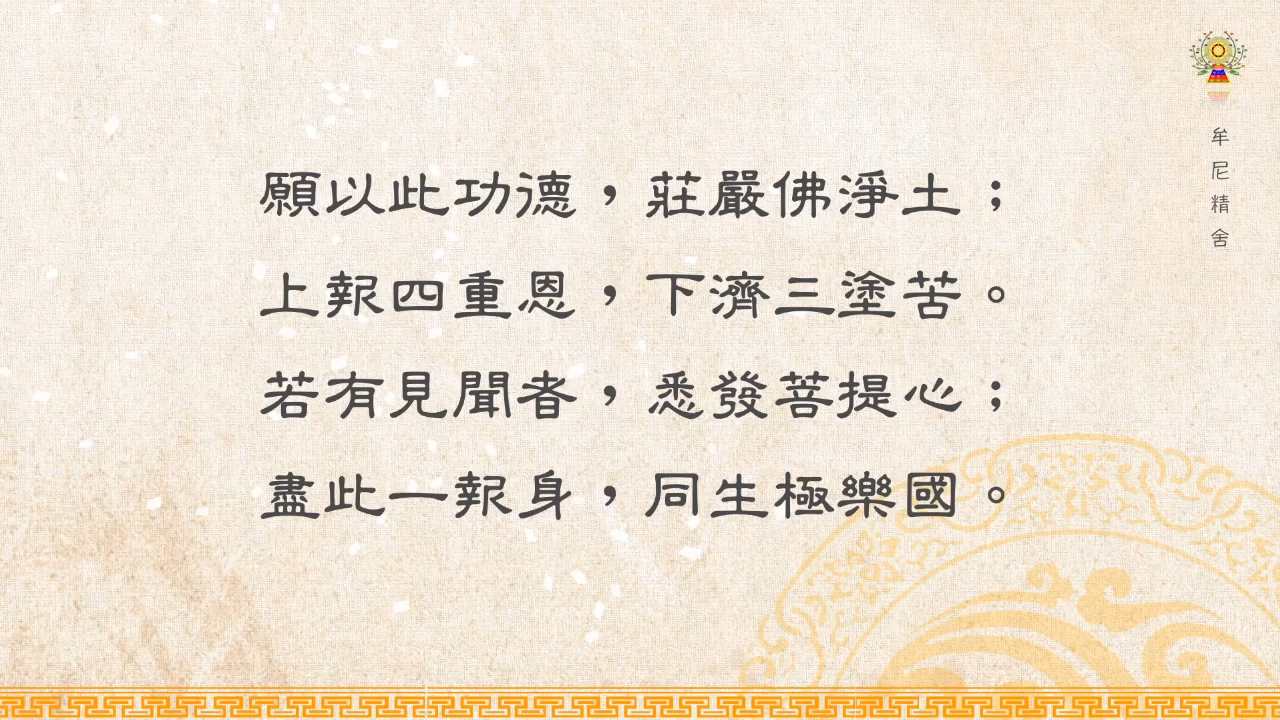 願以此功德，莊嚴佛淨土；
上報四重恩，下濟三塗苦。
若有見聞者，悉發菩提心；
盡此一報身，同生極樂國。
牟尼精舍